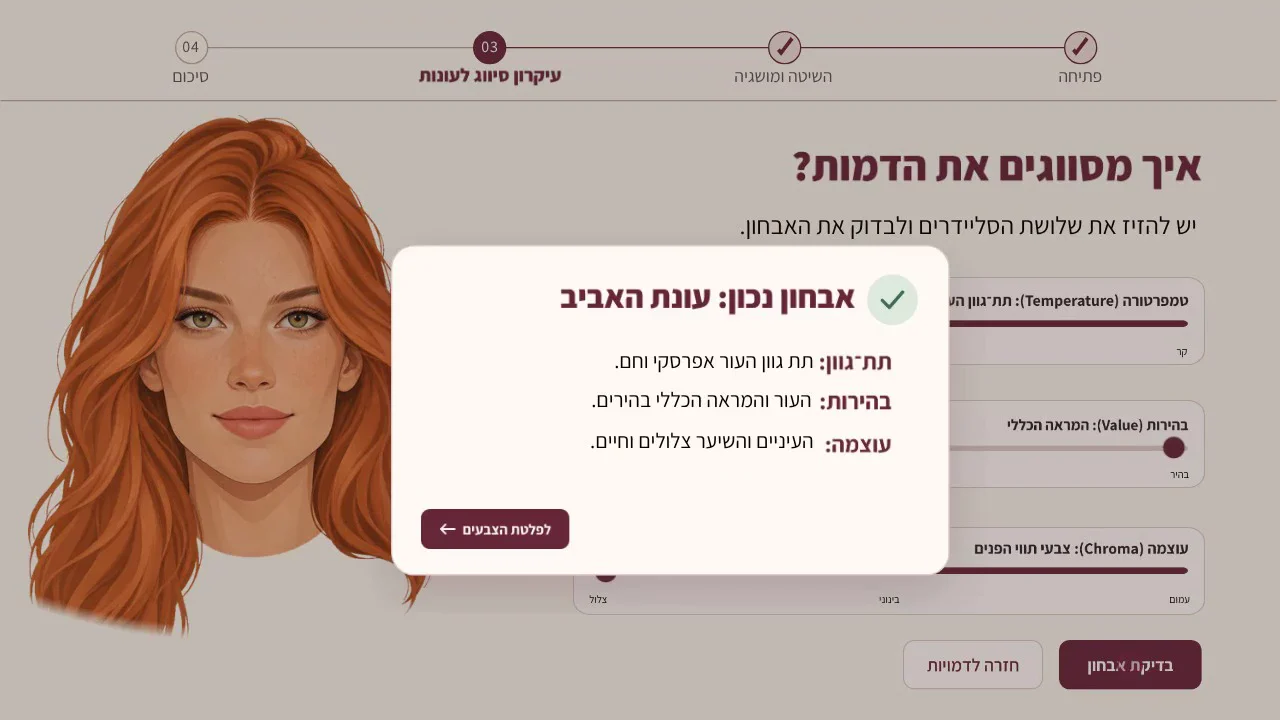 04
03
סיכום
עיקרון סיווג לעונות
השיטה ומושגיה
פתיחה
איך מסווגים את הדמות?
יש להזיז את שלושת הסליידרים ולבדוק את האבחון.
טמפרטורה (Temperature): תת־גוון
קר
בהירות (Value): המראה הכללי
בהיר
עוצמה (Chroma): צבעי תווי הפנים
עמום
בינוני
צלול
בדיקת אבחון
חזרה לדמויות
אבחון נכון: עונת האביב
תת־גוון: תת גוון העור אפרסקי וחם.
בהירות: העור והמראה הכללי בהירים.
עוצמה: העיניים והשיער צלולים וחיים.
לפלטת הצבעים ←